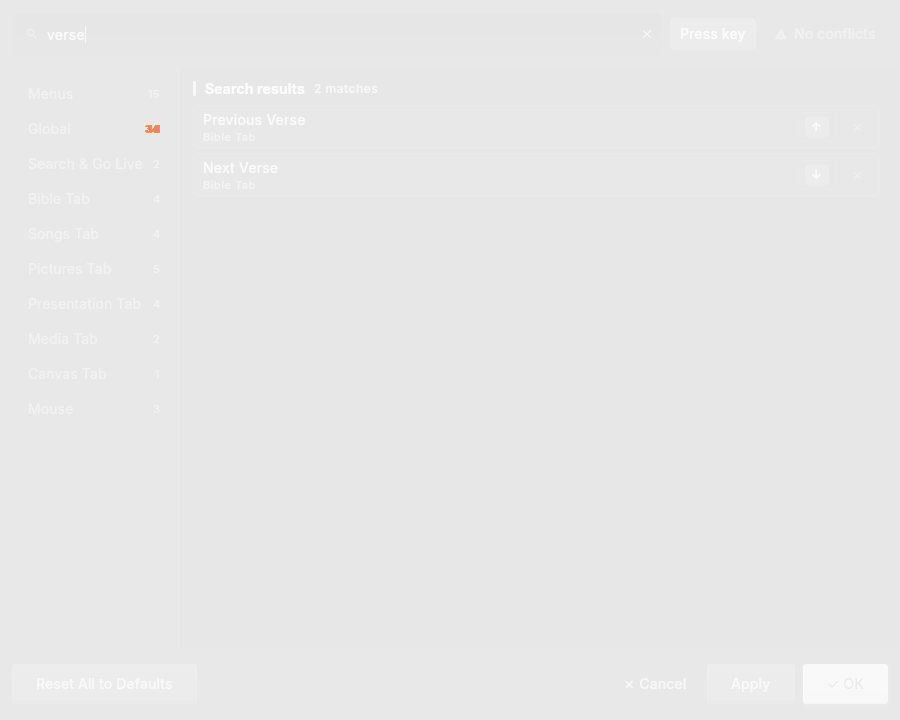 verse
Press key
No conflicts
Menus 15
Global
Search & Go Live 2
Bible Tab 4
Songs Tab 4
Pictures Tab
Presentation Tab 4
Media Tab 2
Canvas Tab 1
Mouse 3
Search results 2 matches
Previous Verse
Bible Tab
Next Verse
Bible Tab
Reset All to Defaults
Cancel
Apply
OK